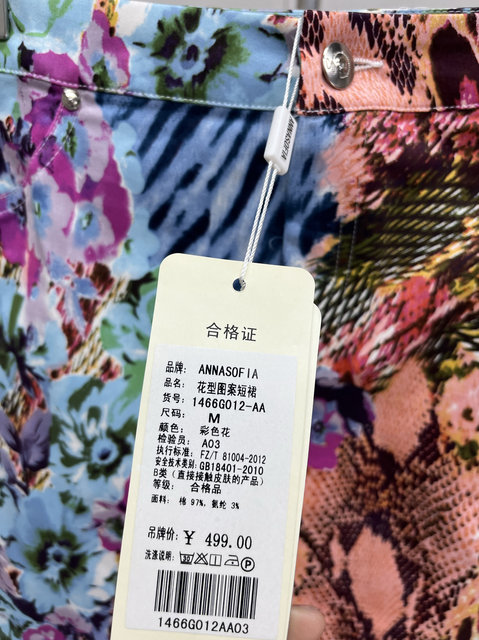 ANNASOFIA
合格证
品牌: ANNASOFIA
品名: 花型图案短裙
货号: 1466G012-AA
尺码: M
颜色: 彩色花
检验员: A03
执行标准: FZ/T 81004-2012
安全技术类别: GB18401-2010
B类（直接接触皮肤的产品）
等级: 合格品
面料: 棉 97%, 氨纶 3%
吊牌价: ¥ 499.00
洗涤说明:
1466G012AA03